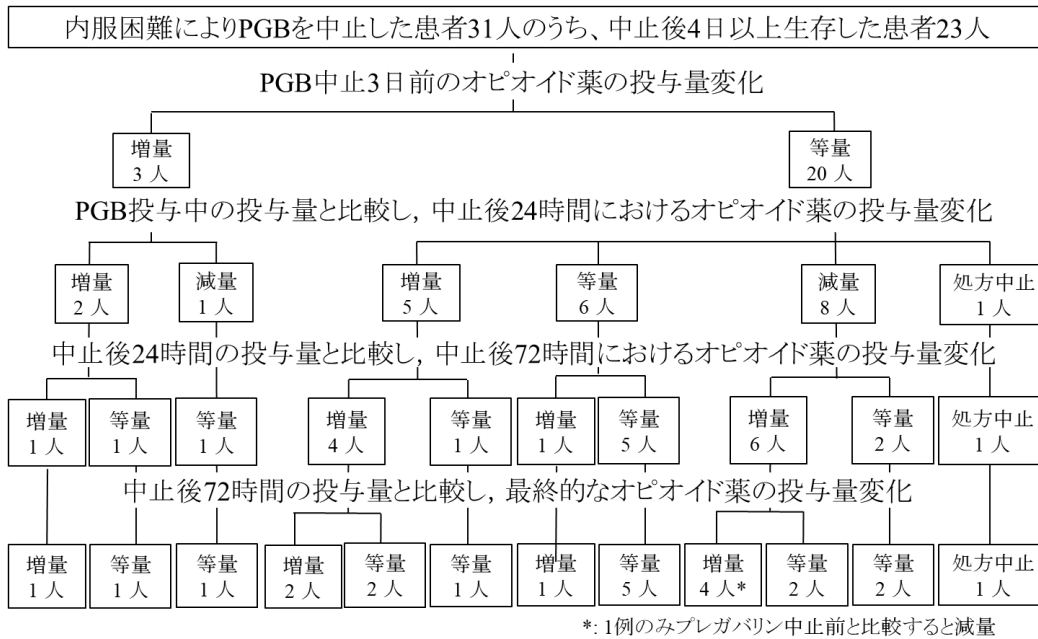 内服困難によりPGBを中止した患者31人のうち、中止後4日以上生存した患者23人
PGB中止3日前のオピオイド薬の投与量変化
増量
3 人
等量
20 人
PGB投与中の投与量と比較し, 中止後24時間におけるオピオイド薬の投与量変化
増量
2 人
減量
1 人
増量
5 人
等量
6 人
減量
8 人
処方中止
1 人
中止後24時間の投与量と比較し, 中止後72時間におけるオピオイド薬の投与量変化
増量
1 人
等量
1 人
等量
1 人
増量
4 人
等量
1 人
増量
1 人
等量
5 人
増量
6 人
等量
2 人
処方中止
1 人
中止後72時間の投与量と比較し, 最終的なオピオイド薬の投与量変化
増量
1 人
等量
1 人
等量
1 人
増量
2 人
等量
2 人
等量
1 人
増量
1 人
等量
5 人
増量
4 人*
等量
2 人
等量
2 人
処方中止
1 人
*: 1例のみプレガバリン中止前と比較すると減量